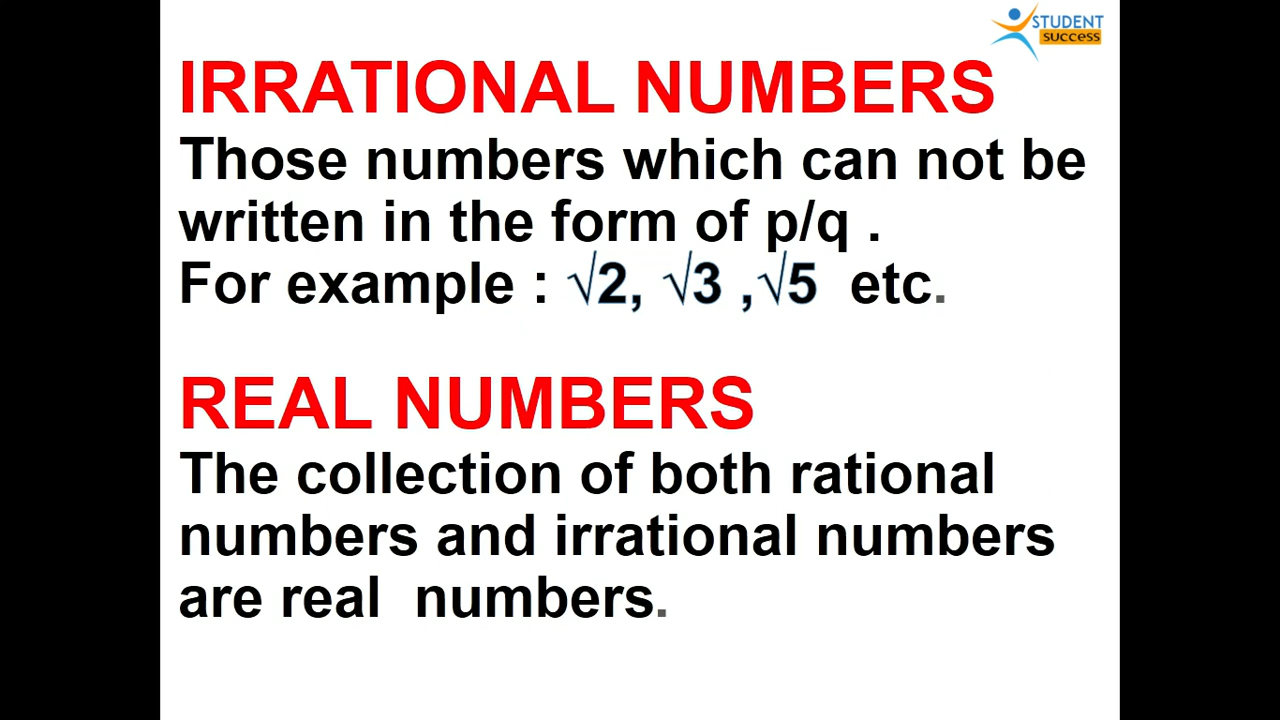 STUDENT
success
IRRATIONAL NUMBERS
Those numbers which can not be
written in the form of p/q .
For example : √2, √3 ,√5 etc.
REAL NUMBERS
The collection of both rational
numbers and irrational numbers
are real numbers.